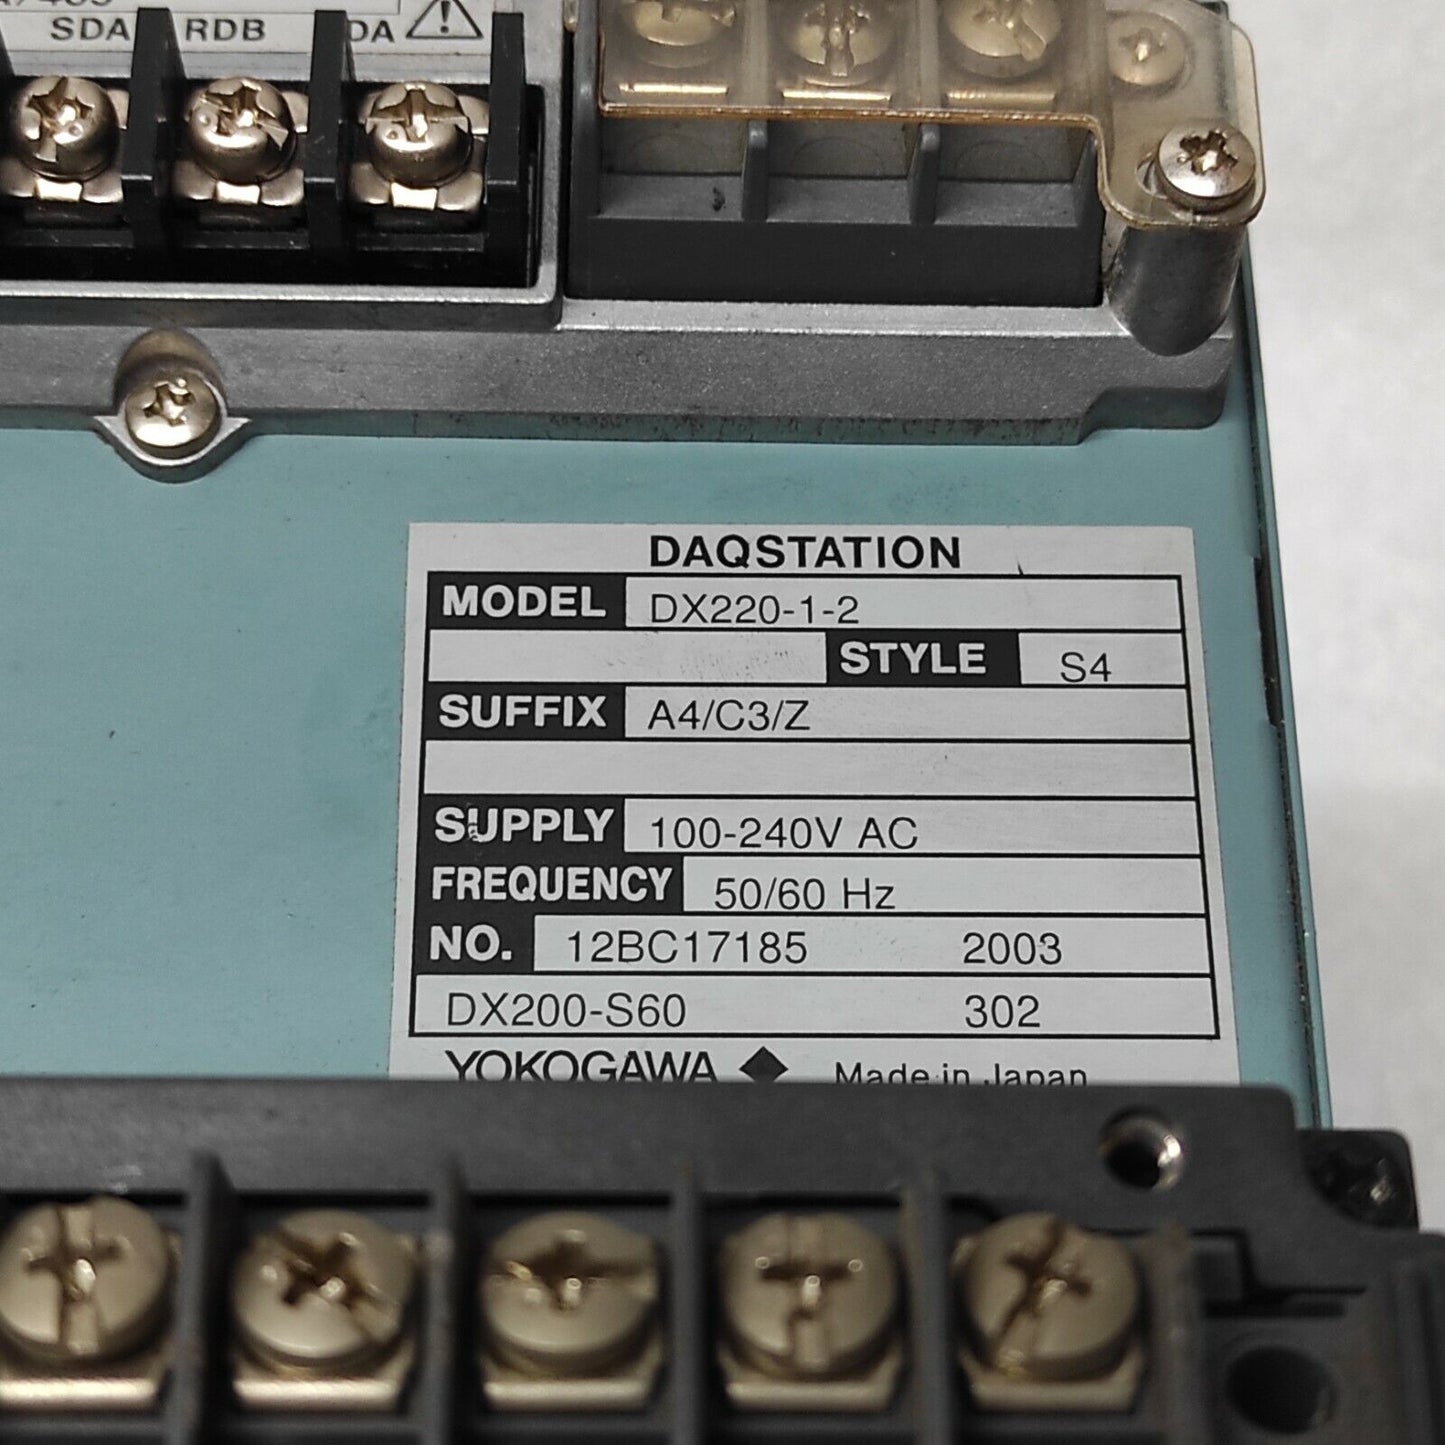 SDA RDB DA
DAQSTATION
MODEL DX220-1-2
STYLE S4
SUFFIX A4/C3/Z
SUPPLY 100-240V AC
FREQUENCY 50/60 Hz
NO. 12BC17185 2003
DX200-S60 302
YOKOGAWA Made in Japan